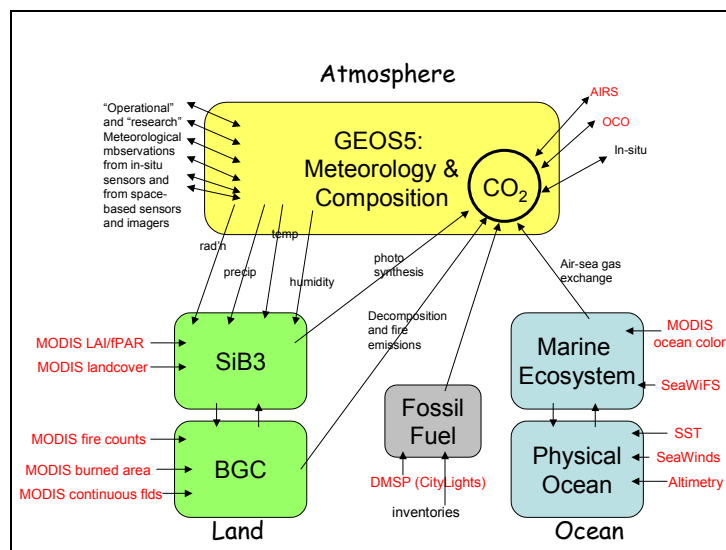 Atmosphere
"Operational"
and "research"
Meteorological
mbservations
from in-situ
sensors and
from space-
based sensors
and imagers
GEOS5:
Meteorology &
Composition
CO2
AIRS
OCO
In-situ
rad'n
precip
temp
humidity
photo
synthesis
Decomposition
and fire
emissions
Air-sea gas
exchange
MODIS LAI/fPAR
MODIS landcover
SiB3
MODIS fire counts
MODIS burned area
MODIS continuous flds
BGC
Land
Fossil
Fuel
DMSP (CityLights)
inventories
Marine
Ecosystem
MODIS
ocean color
SeaWiFS
Physical
Ocean
SST
SeaWinds
Altimetry
Ocean